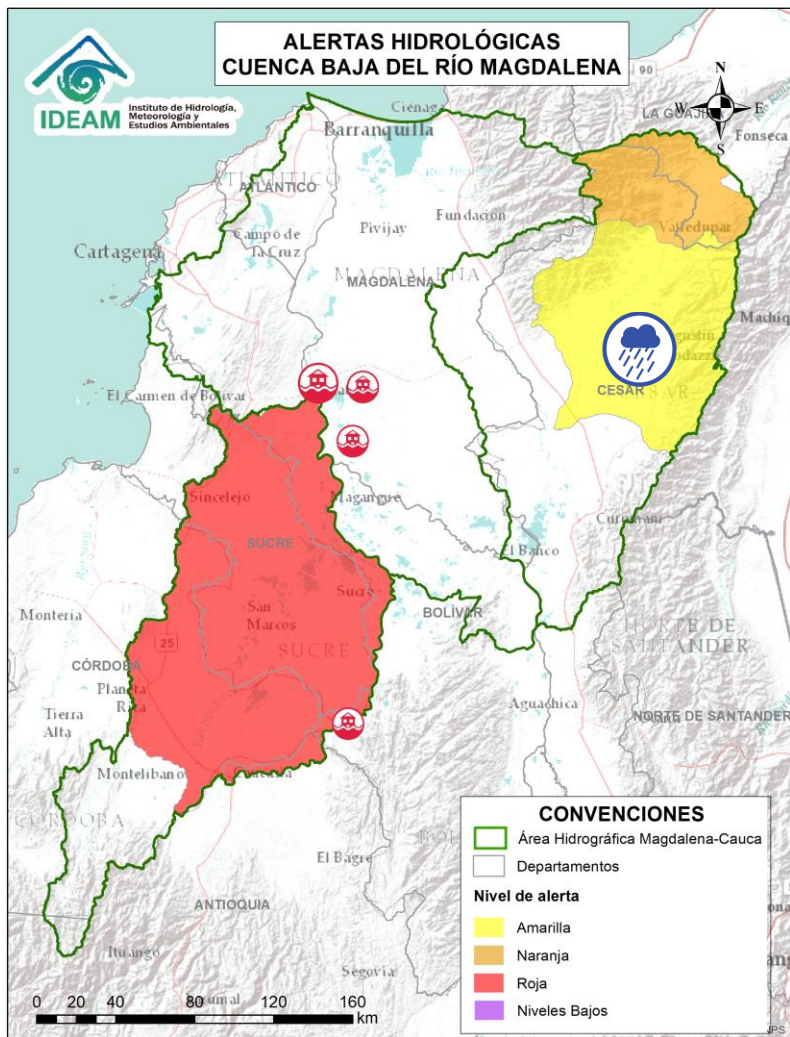 ALERTAS HIDROLÓGICAS
CUENCA BAJA DEL RÍO MAGDALENA
IDEAM
Instituto de Hidrología,
Meteorología y
Estudios Ambientales
N
W
E
S
90
LA GUAJIRA
Fonseca
Ciénaga
Barranquilla
ATLÁNTICO
Fundación
Pivijay
Valledupar
Campo de
La Cruz
Cartagena
MAGDALENA
MAGDALENA
CESAR
El Carmen de Bolívar
Sincelejo
Magangué
SUCRE
Curumaní
El Banco
Sucre
BOLÍVAR
San
Marcos
SUCRE
Montería
NORTE DE
SANTANDER
25
CÓRDOBA
Planeta
Rica
Aguachica
NORTE DE SANTANDER
Tierra
Alta
Montelíbano
CÓRDOBA
El Bagre
ANTIOQUIA
Ituango
Segovia
0 20 40 80 120 160
km
CONVENCIONES
Área Hidrográfica Magdalena-Cauca
Departamentos
Nivel de alerta
Amarilla
Naranja
Roja
Niveles Bajos